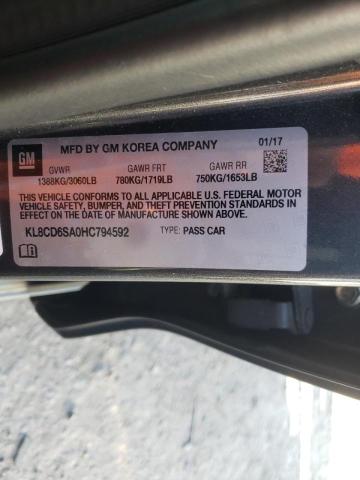 MFD BY GM KOREA COMPANY 01/17
GM
GVWR GAWR FRT GAWR RR
1388KG/3060LB 780KG/1719LB 750KG/1653LB
THIS VEHICLE CONFORMS TO ALL APPLICABLE U.S. FEDERAL MOTOR
VEHICLE SAFETY, BUMPER, AND THEFT PREVENTION STANDARDS IN
EFFECT ON THE DATE OF MANUFACTURE SHOWN ABOVE.
KL8CD6SA0HC794592 TYPE: PASS CAR